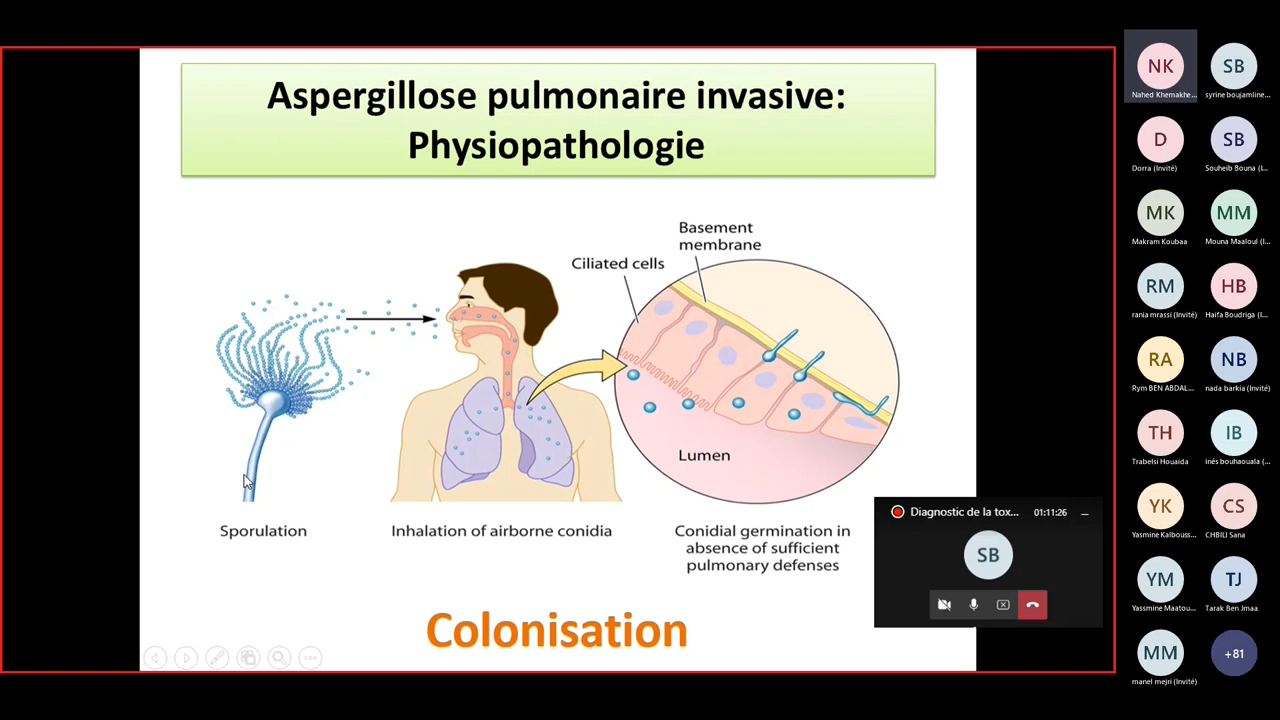 Aspergillose pulmonaire invasive:
Physiopathologie
Basement
membrane
Ciliated cells
Lumen
Sporulation
Inhalation of airborne conidia
Conidial germination in
absence of sufficient
pulmonary defenses
Colonisation
Diagnostic de la tox...
01:11:26
SB
NK
Nahed Khemakhe...
SB
syrine boujamline...
D
Dorra (Invité)
SB
Souheib Bouna (I...
MK
Makram Koubaa
MM
Mouna Maaloul (I...
RM
rania mrassi (Invité)
HB
Haifa Boudriga (I...
RA
Rym BEN ABDAL...
NB
nada barkia (Invité)
TH
Trabelsi Houaida
IB
inés bouhaouala (...
YK
Yasmine Kalbouss...
CS
CHBILI Sana
YM
Yassmine Maatou...
TJ
Tarak Ben Jmaa
MM
manel mejri (Invité)
+81